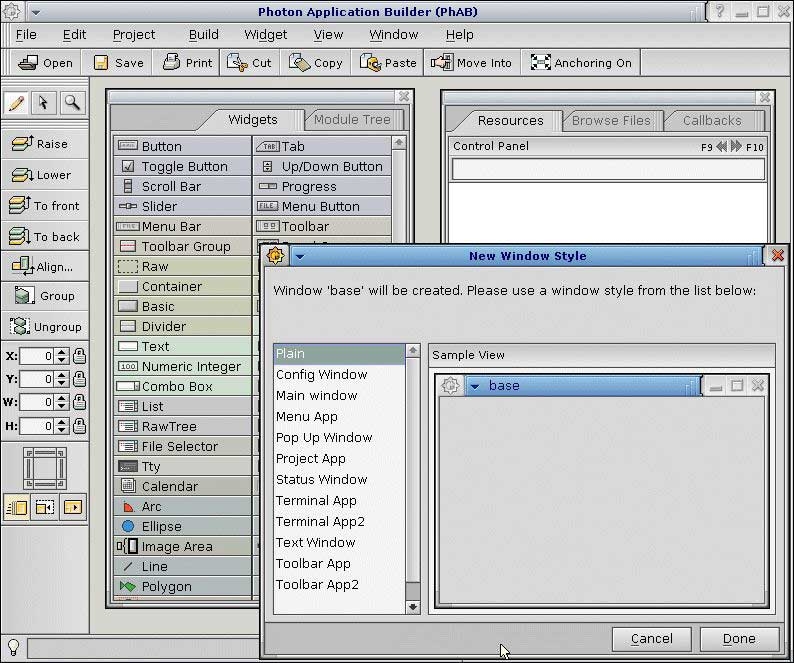 Photon Application Builder (PhAB)
File Edit Project Build Widget View Window Help
Open Save Print Cut Copy Paste Move Into Anchoring On
Raise
Lower
To front
To back
Align...
Group
Ungroup
X: 0
Y: 0
W: 0
H: 0
Widgets Module Tree
Button Tab
Toggle Button Up/Down Button
Scroll Bar Progress
Slider Menu Button
Menu Bar Toolbar
Toolbar Group
Raw
Container
Basic
Divider
Text
Numeric Integer
Combo Box
List
RawTree
File Selector
Tty
Calendar
Arc
Ellipse
Image Area
Line
Polygon
Resources Browse Files Callbacks
Control Panel F9 F10
New Window Style
Window 'base' will be created. Please use a window style from the list below:
Plain
Config Window
Main window
Menu App
Pop Up Window
Project App
Status Window
Terminal App
Terminal App2
Text Window
Toolbar App
Toolbar App2
Sample View
base
Cancel Done